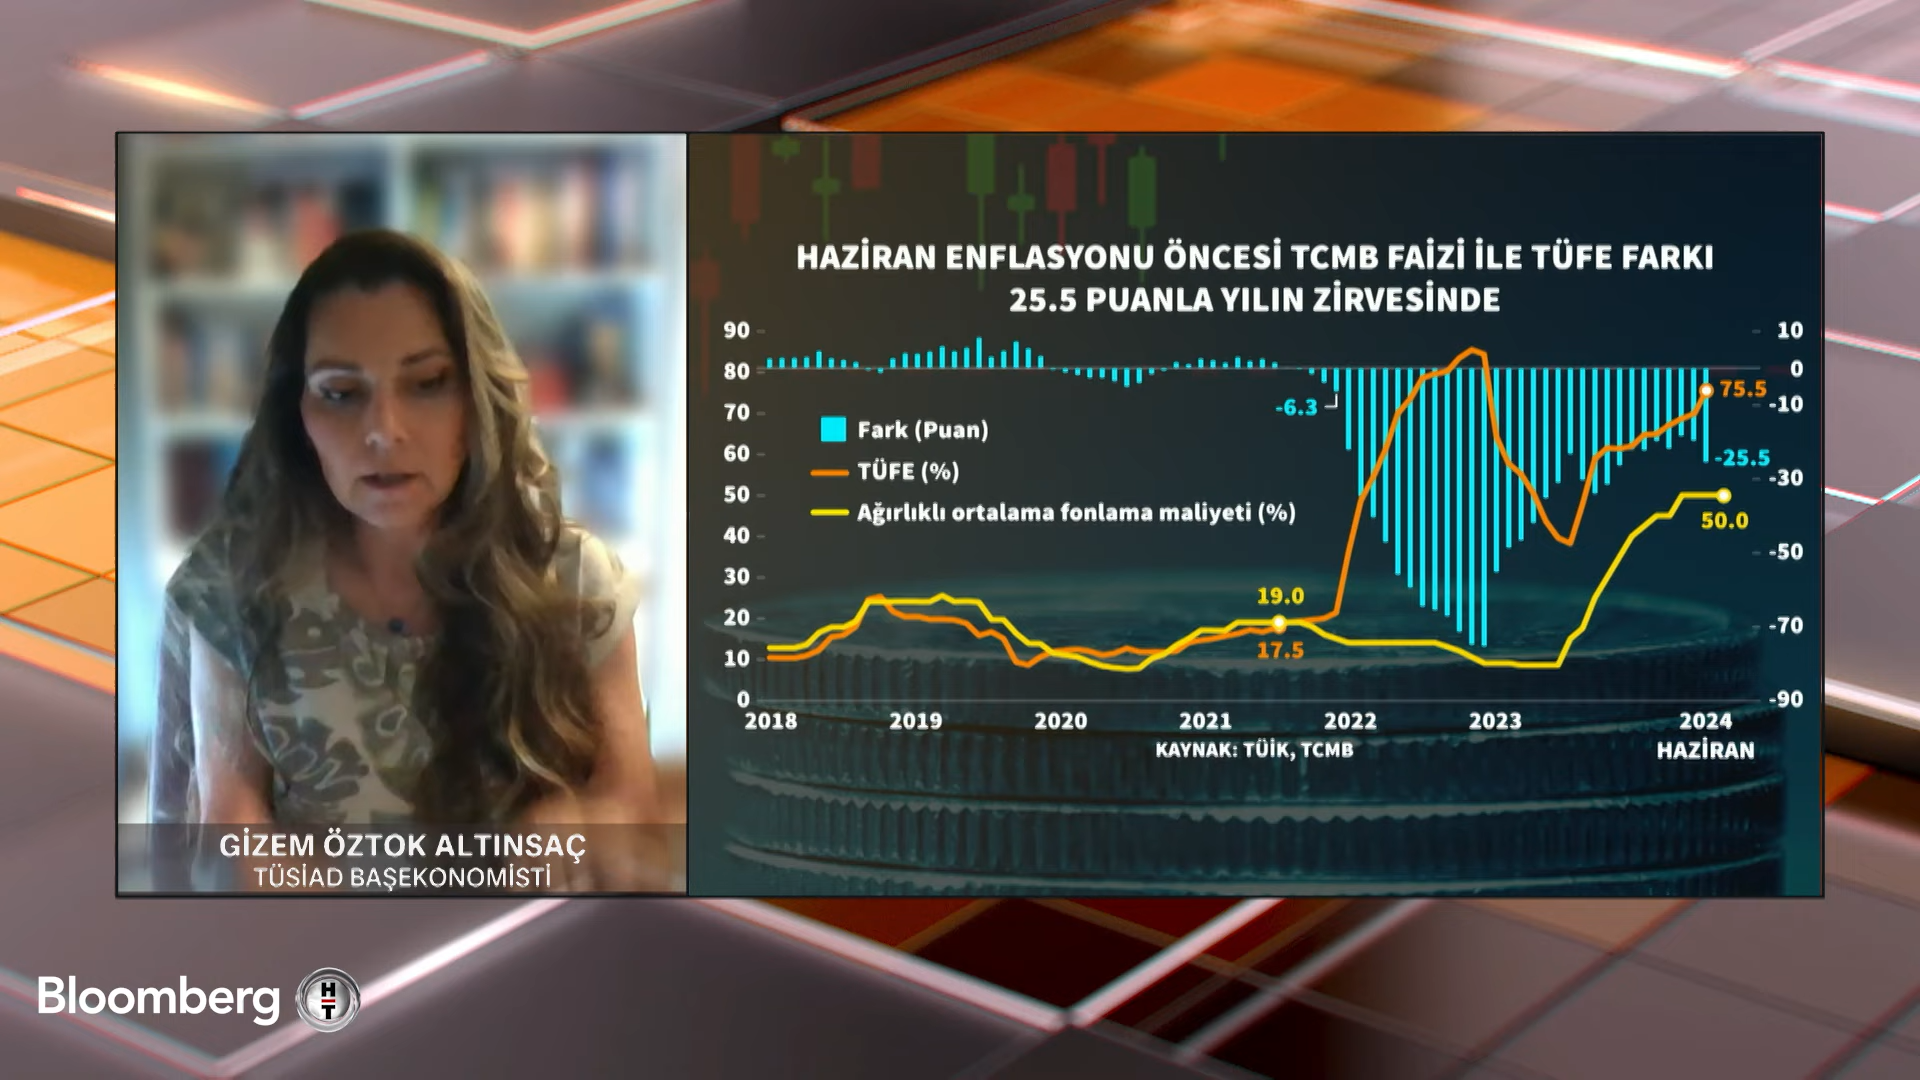 HAZİRAN ENFLASYONU ÖNCESİ TCMB FAİZİ İLE TÜFE FARKI
25.5 PUANLA YILIN ZİRVESİNDE
90
80
70
60
50
40
30
20
10
0
10
0
-10
-30
-50
-70
-90
-6.3
75.5
-25.5
50.0
19.0
17.5
Fark (Puan)
TÜFE (%)
Ağırlıklı ortalama fonlama maliyeti (%)
2018 2019 2020 2021 2022 2023 2024
HAZİRAN
KAYNAK: TÜİK, TCMB
GİZEM ÖZTOK ALTINSAÇ
TÜSİAD BAŞEKONOMİSTİ
Bloomberg HT